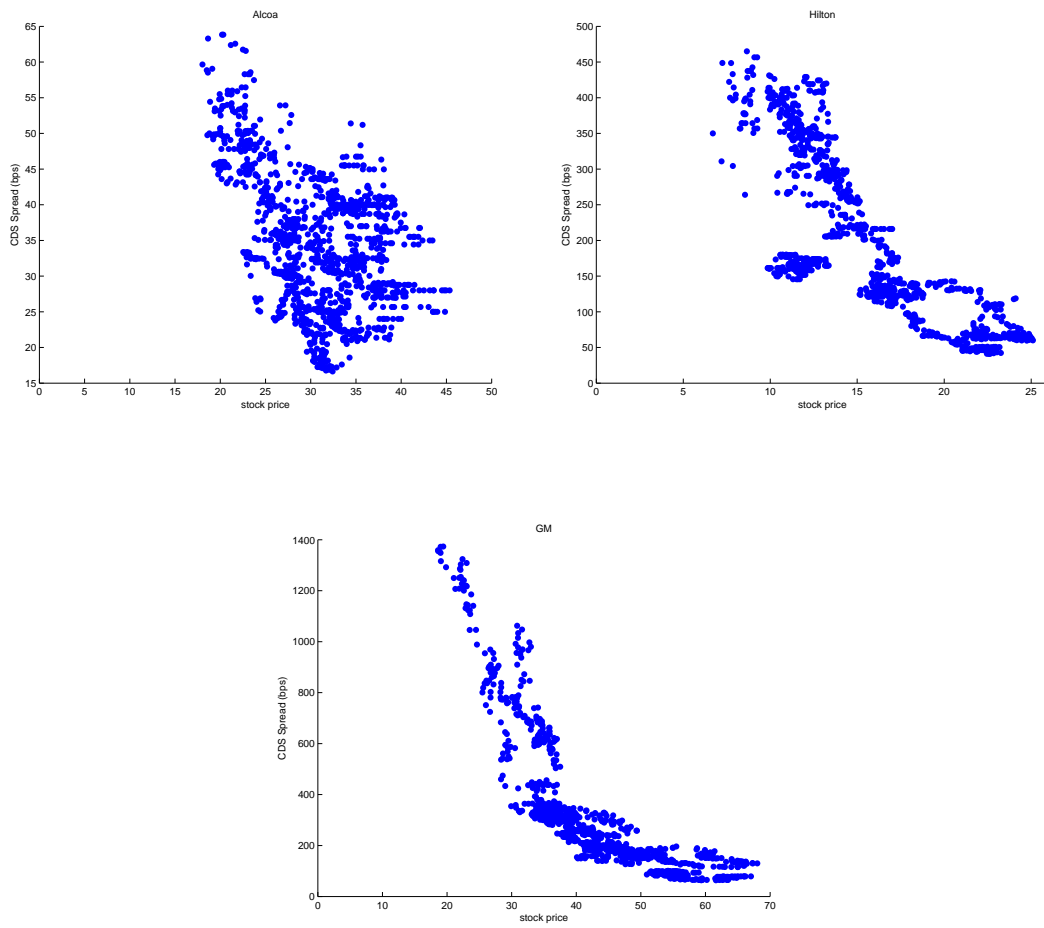 Alcoa
65
60
55
50
45
40
35
30
25
20
15
CDS Spread (bps)
0 5 10 15 20 25 30 35 40 45 50
stock price
Hilton
500
450
400
350
300
250
200
150
100
50
0
CDS Spread (bps)
0 5 10 15 20 25
stock price
GM
1400
1200
1000
800
600
400
200
0
CDS Spread (bps)
0 10 20 30 40 50 60 70
stock price